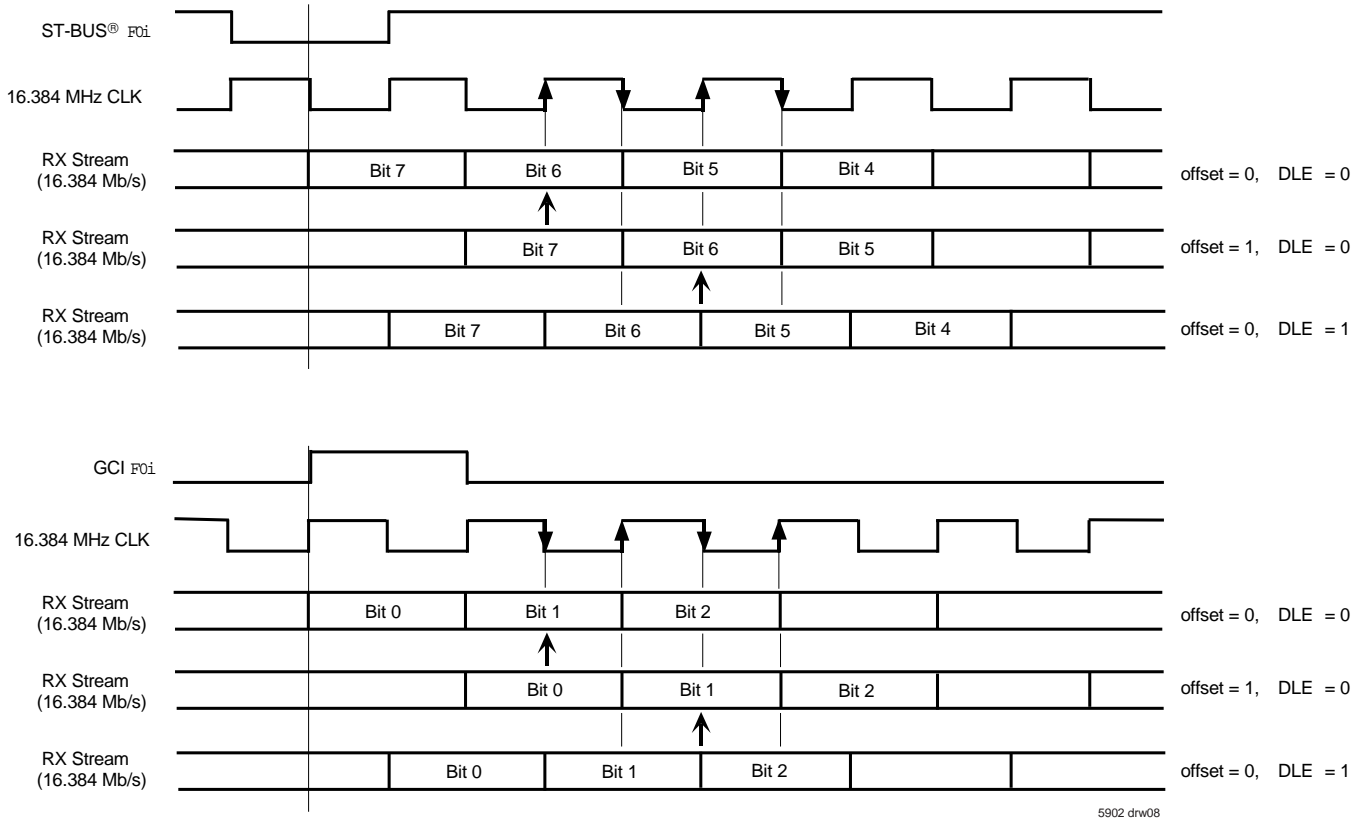 ST-BUS® F0i
16.384 MHz CLK
RX Stream
(16.384 Mb/s)
Bit 7
Bit 6
Bit 5
Bit 4
offset = 0, DLE = 0
RX Stream
(16.384 Mb/s)
Bit 7
Bit 6
Bit 5
offset = 1, DLE = 0
RX Stream
(16.384 Mb/s)
Bit 7
Bit 6
Bit 5
Bit 4
offset = 0, DLE = 1
GCI F0i
16.384 MHz CLK
RX Stream
(16.384 Mb/s)
Bit 0
Bit 1
Bit 2
offset = 0, DLE = 0
RX Stream
(16.384 Mb/s)
Bit 0
Bit 1
Bit 2
offset = 1, DLE = 0
RX Stream
(16.384 Mb/s)
Bit 0
Bit 1
Bit 2
offset = 0, DLE = 1
5902 drw08